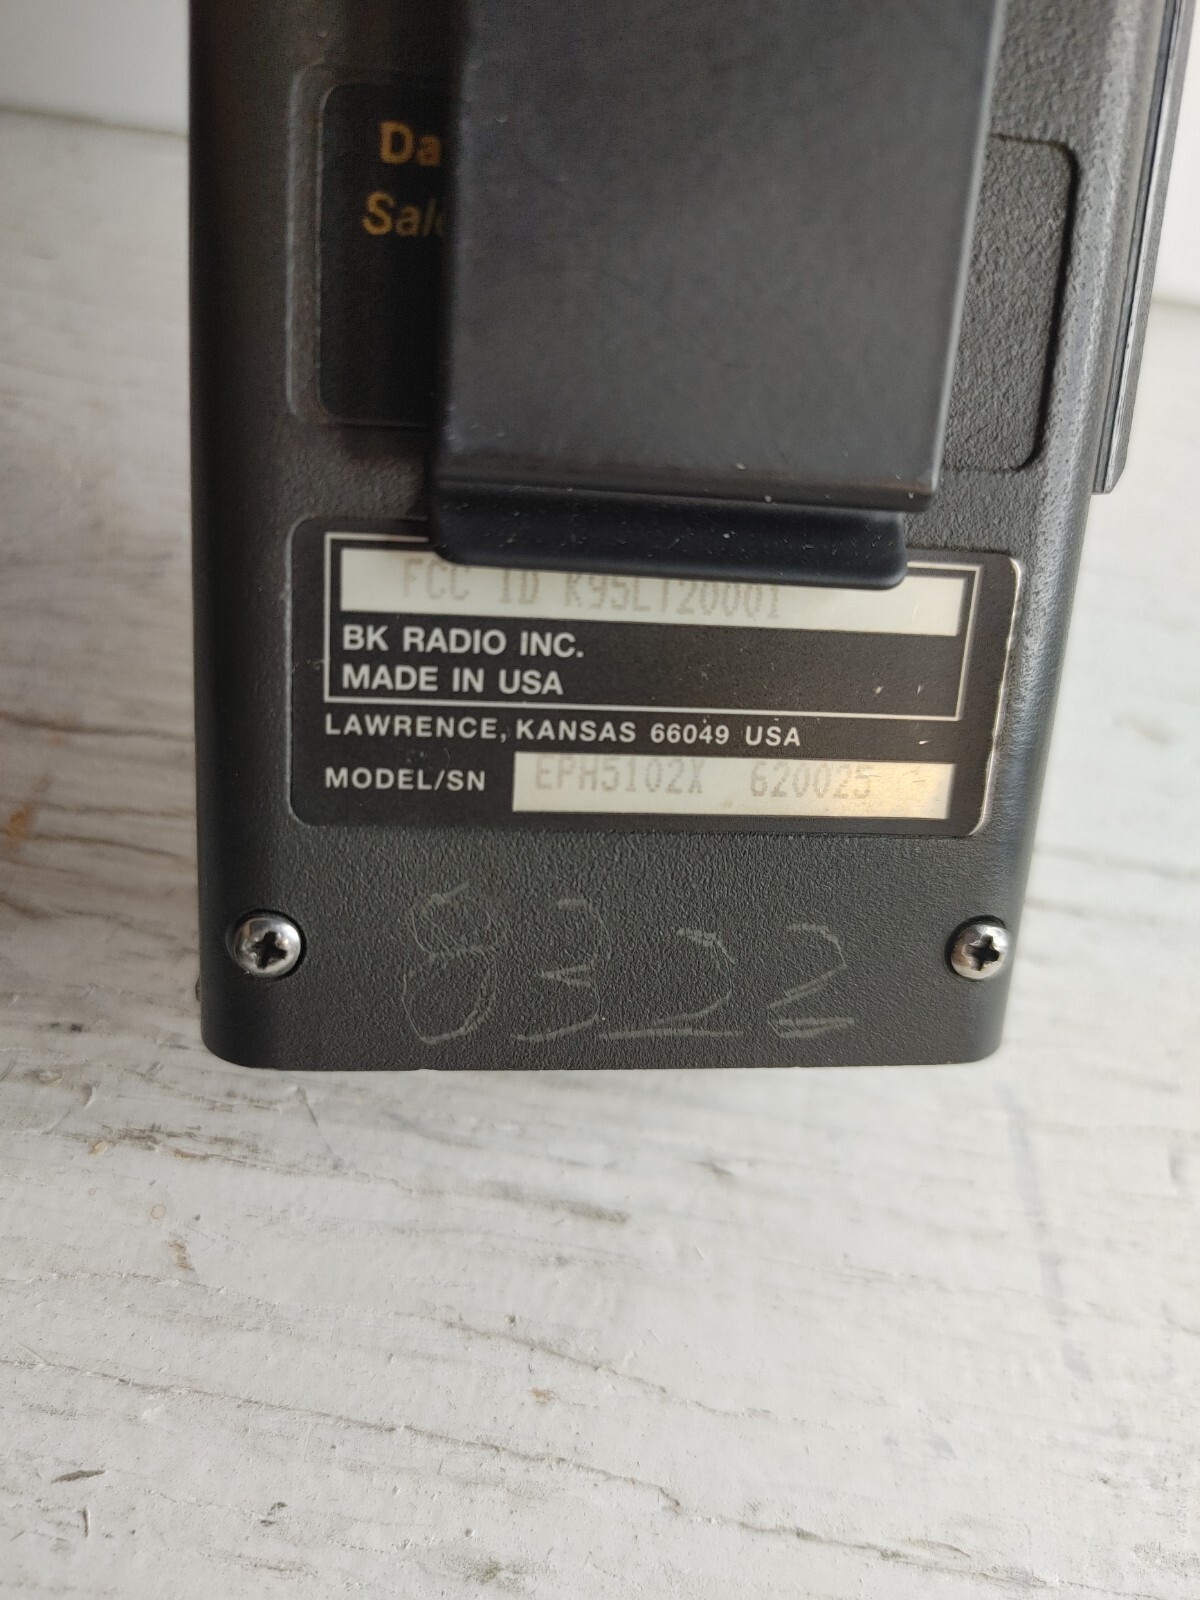 Da
Sale
FCC ID K95LT20001
BK RADIO INC.
MADE IN USA
LAWRENCE, KANSAS 66049 USA
MODEL/SN EPH5102X 620025
8322